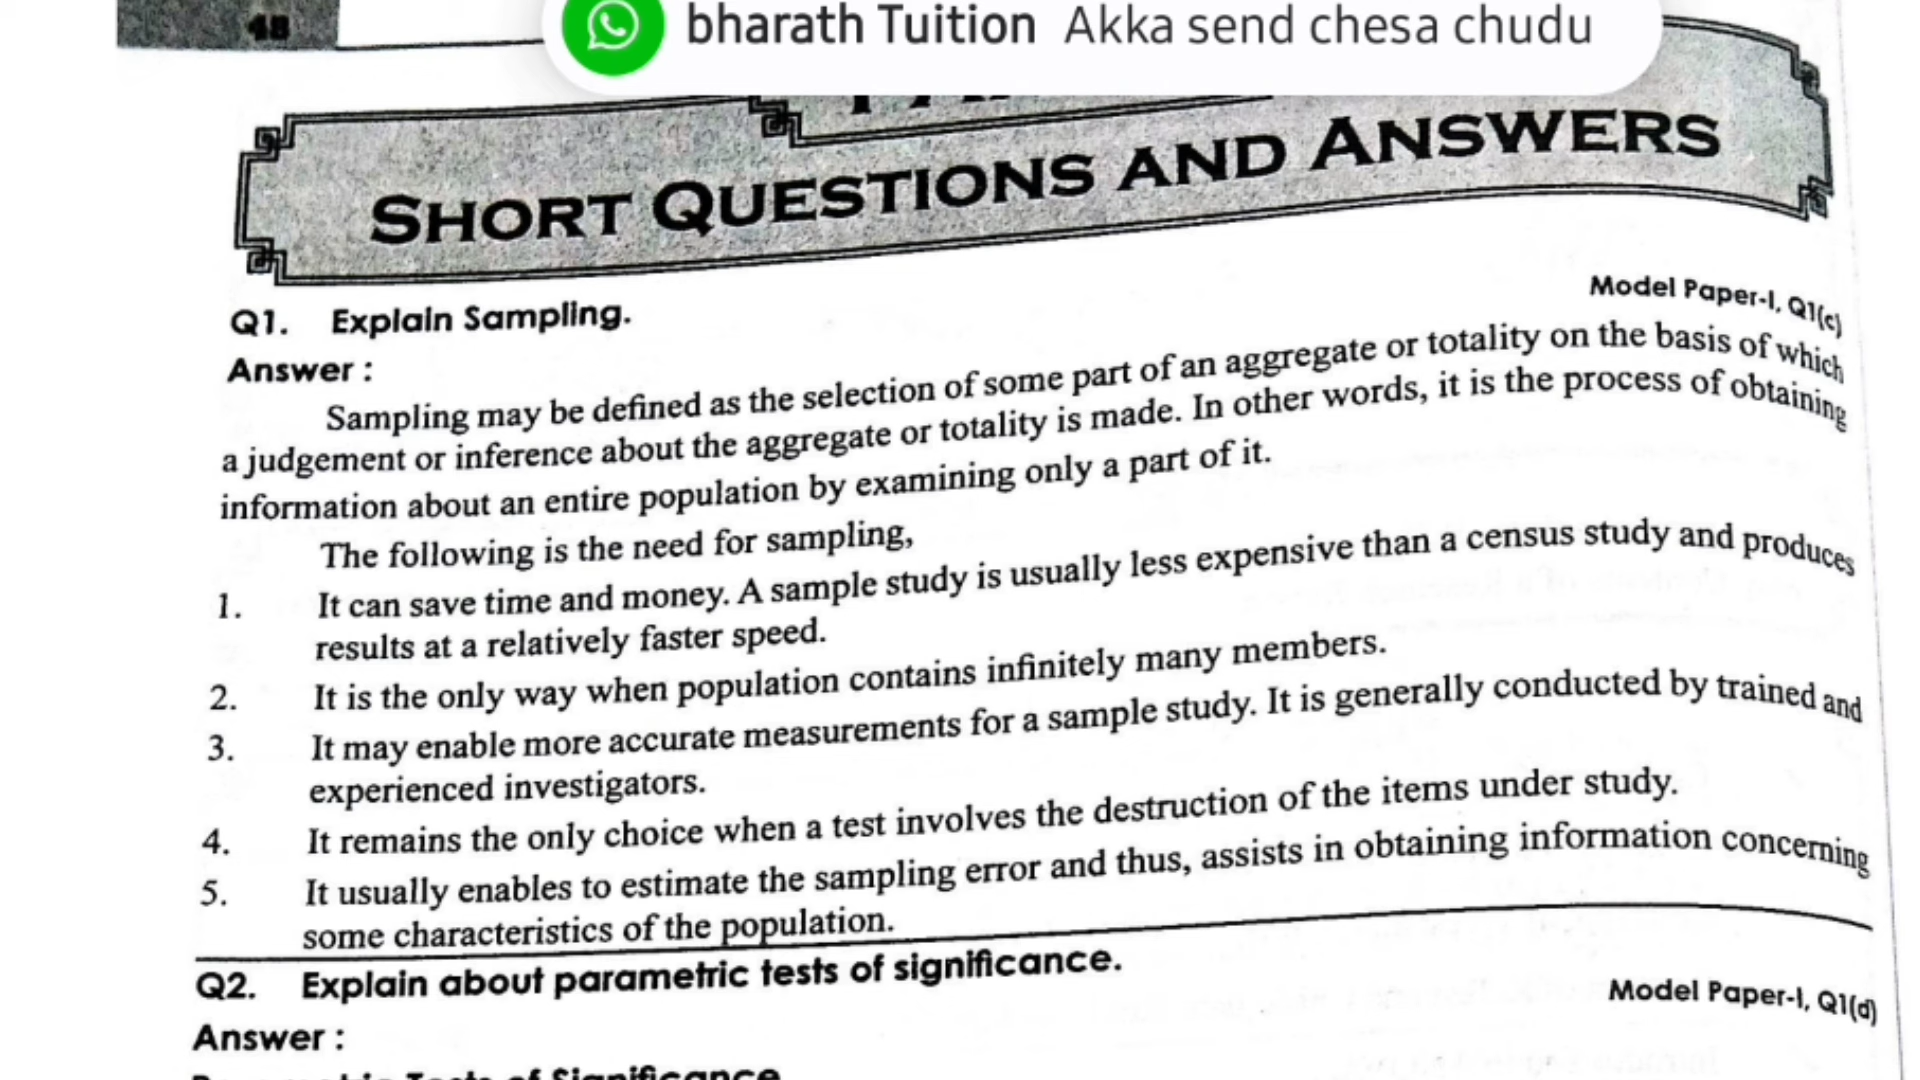 48
bharath Tuition Akka send chesa chudu
SHORT QUESTIONS AND ANSWERS
Model Paper-I, Q1(c)
Q1. Explain Sampling.
Answer :
Sampling may be defined as the selection of some part of an aggregate or totality on the basis of which
a judgement or inference about the aggregate or totality is made. In other words, it is the process of obtaining
information about an entire population by examining only a part of it.
The following is the need for sampling,
1. It can save time and money. A sample study is usually less expensive than a census study and produces
results at a relatively faster speed.
2. It is the only way when population contains infinitely many members.
3. It may enable more accurate measurements for a sample study. It is generally conducted by trained and
experienced investigators.
4. It remains the only choice when a test involves the destruction of the items under study.
5. It usually enables to estimate the sampling error and thus, assists in obtaining information concerning
some characteristics of the population.
Q2. Explain about parametric tests of significance.
Model Paper-I, Q1(d)
Answer :
Parametric Tests of Significance